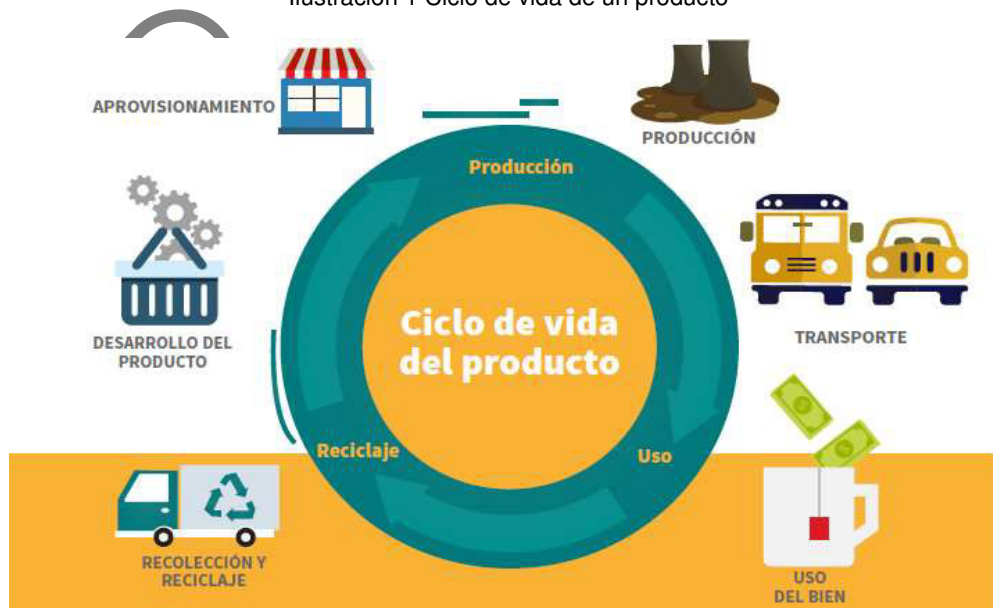 Ilustración 1 Ciclo de vida de un producto
APROVISIONAMIENTO
PRODUCCIÓN
Producción
DESARROLLO DEL
PRODUCTO
Ciclo de vida
del producto
TRANSPORTE
Reciclaje
Uso
RECOLECCIÓN Y
RECICLAJE
USO
DEL BIEN